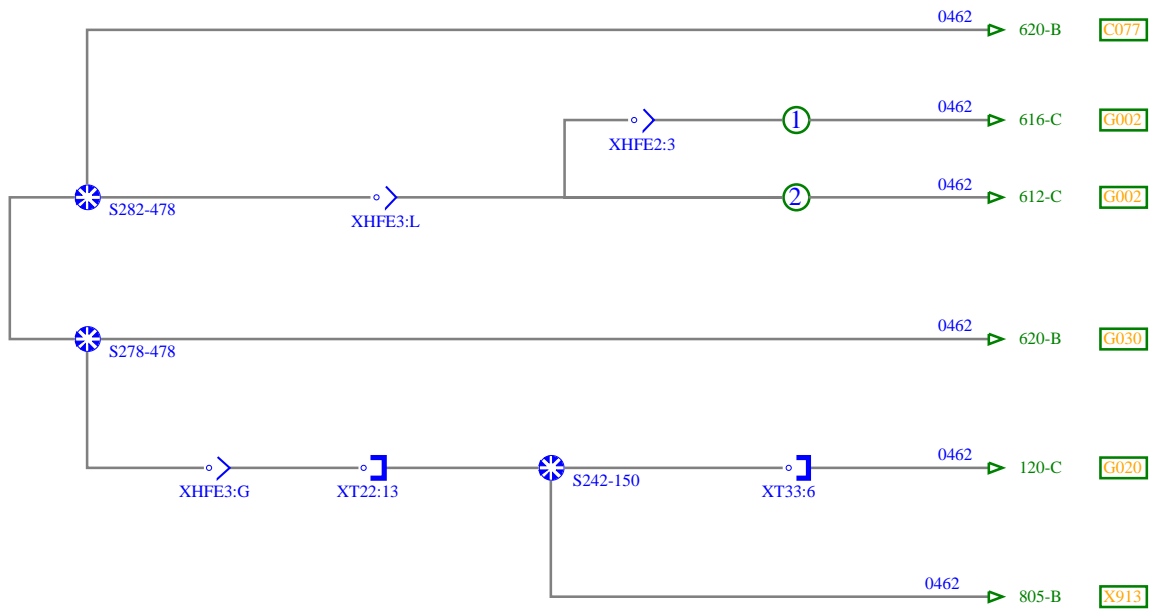 0462
620-B C077
0462
1 616-C G002
XHFE2:3
0462
2 612-C G002
S282-478
XHFE3:L
0462
620-B G030
S278-478
0462
120-C G020
XHFE3:G XT22:13 S242-150 XT33:6
0462
805-B X913